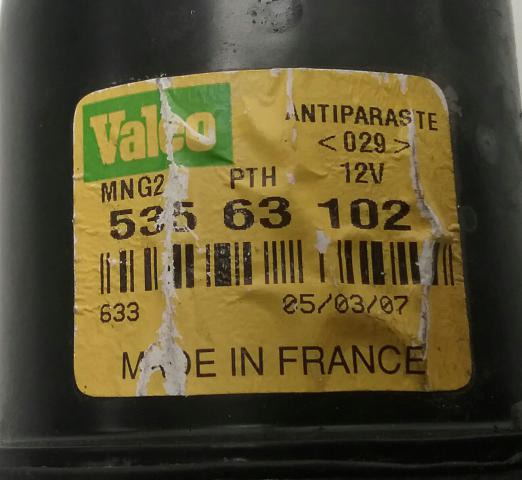 Valeo
ANTIPARASTE
<029>
MNG2 PTH 12V
535 63 102
633 05/03/07
MADE IN FRANCE